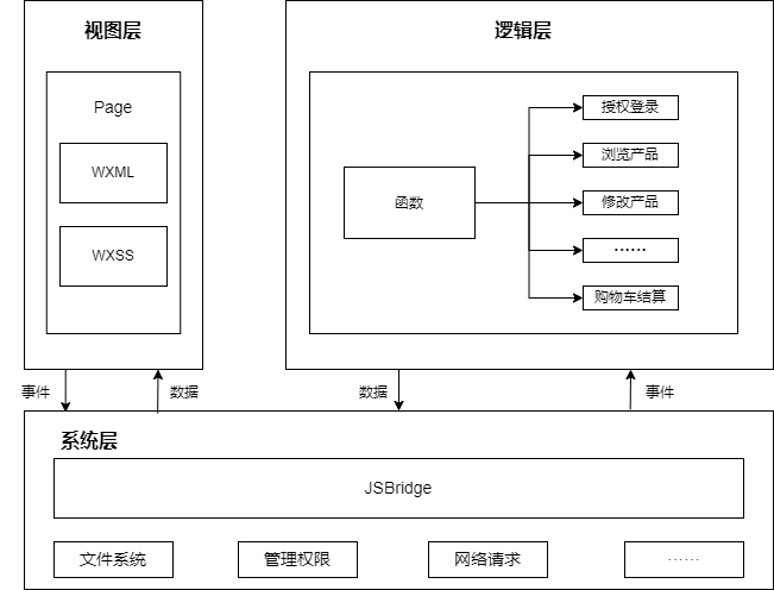 视图层
Page
WXML
WXSS
逻辑层
函数
授权登录
浏览产品
修改产品
······
购物车结算
事件
数据
数据
事件
系统层
JSBridge
文件系统
管理权限
网络请求
······